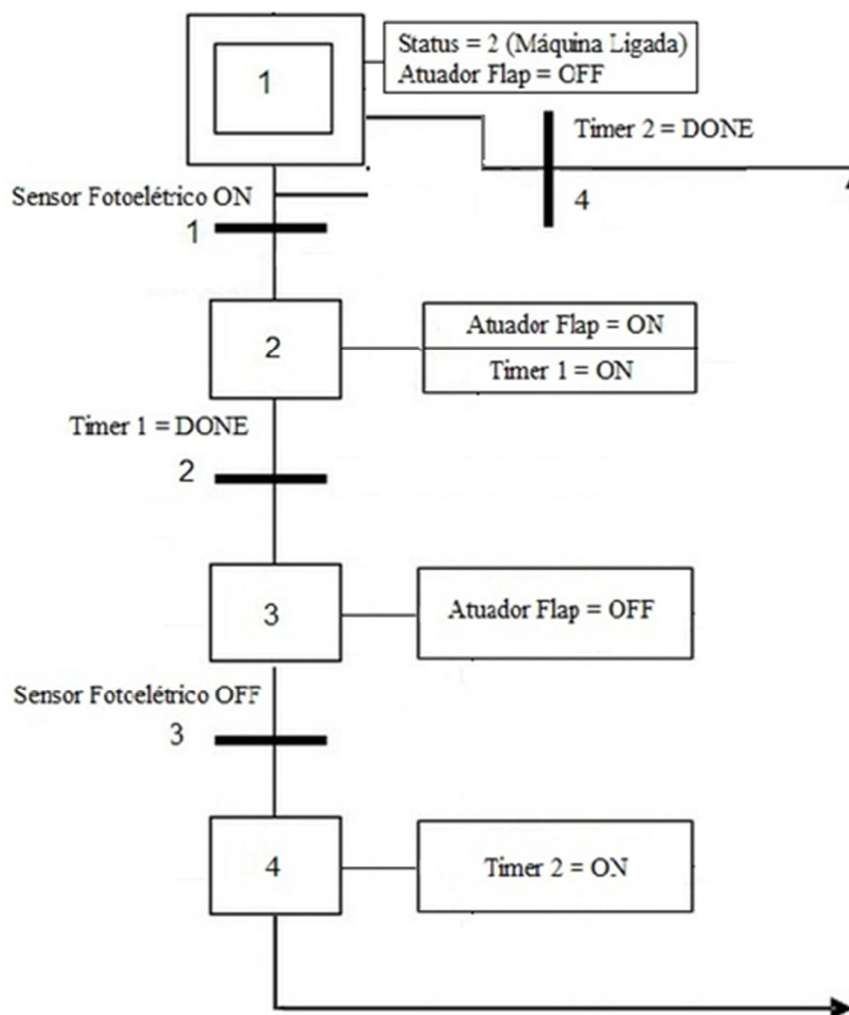 1
Status = 2 (Máquina Ligada)
Atuador Flap = OFF
Timer 2 = DONE
4
Sensor Fotoelétrico ON
1
2
Atuador Flap = ON
Timer 1 = ON
Timer 1 = DONE
2
3
Atuador Flap = OFF
Sensor Fotoelétrico OFF
3
4
Timer 2 = ON